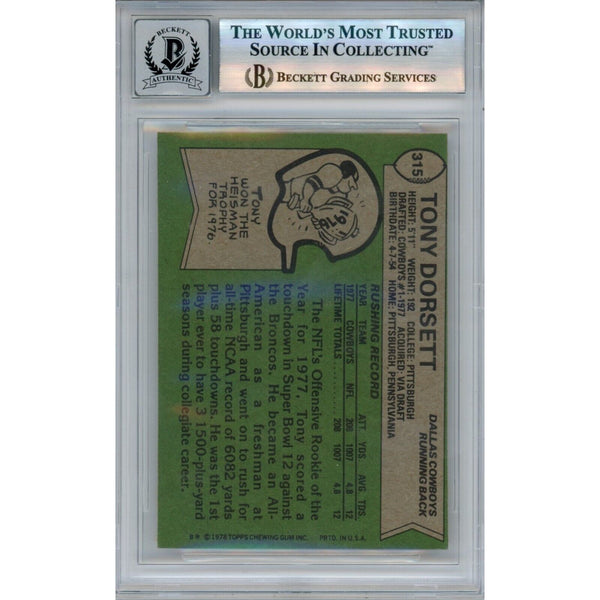 BECKETT
AUTHENTIC
THE WORLD'S MOST TRUSTED
SOURCE IN COLLECTING™
BECKETT GRADING SERVICES
315
TONY DORSETT
DALLAS COWBOYS
RUNNING BACK
HEIGHT: 5'11" WEIGHT: 192 COLLEGE: PITTSBURGH
DRAFTED: COWBOYS #1-1977 ACQUIRED: VIA DRAFT
BIRTHDATE: 4-7-54 HOME: PITTSBURGH, PENNSYLVANIA
1976
TONY
WON THE
HEISMAN
TROPHY
FOR 1976.
RUSHING RECORD
YEAR TEAM ATT. YDS. AVG. TDS.
1977 COWBOYS NFL 208 1007 4.8 12
LIFETIME TOTALS 208 1007 4.8 12
The NFL's Offensive Rookie of the
Year for 1977, Tony scored a
touchdown in Super Bowl 12 against
the Broncos. He became an All-
American as a freshman at
Pittsburgh and went on to rush for
all-time NCAA record of 6082 yards
plus 58 touchdowns. He was the 1st
player ever to have 3 1500-plus-yard
seasons during collegiate career.
© 1978 TOPPS CHEWING GUM INC. PRTD. IN U.S.A.